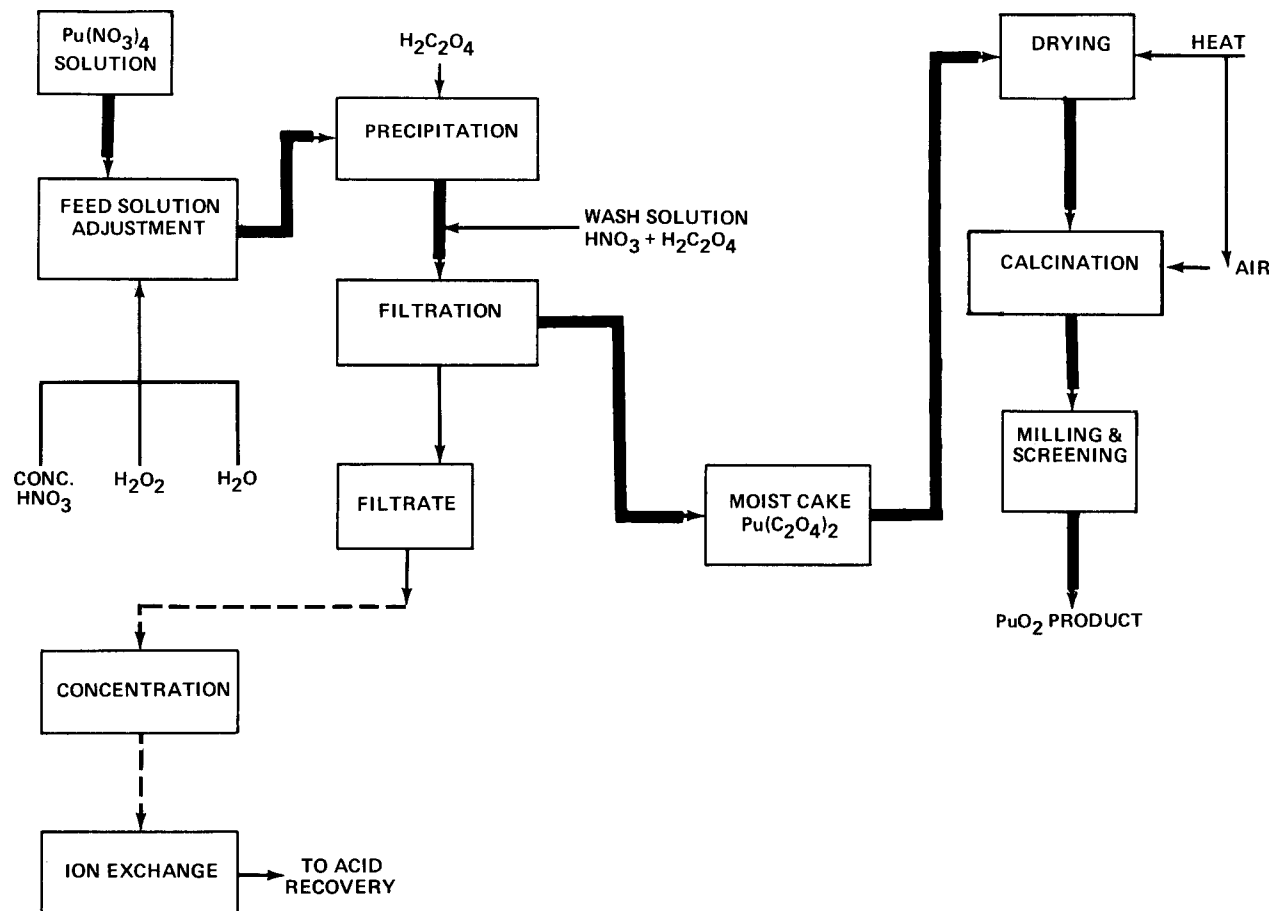 Pu(NO3)4
SOLUTION
FEED SOLUTION
ADJUSTMENT
CONC.
HNO3
H2O2
H2O
H2C2O4
PRECIPITATION
WASH SOLUTION
HNO3 + H2C2O4
FILTRATION
FILTRATE
CONCENTRATION
ION EXCHANGE
TO ACID
RECOVERY
MOIST CAKE
Pu(C2O4)2
DRYING
HEAT
CALCINATION
AIR
MILLING &
SCREENING
PuO2 PRODUCT